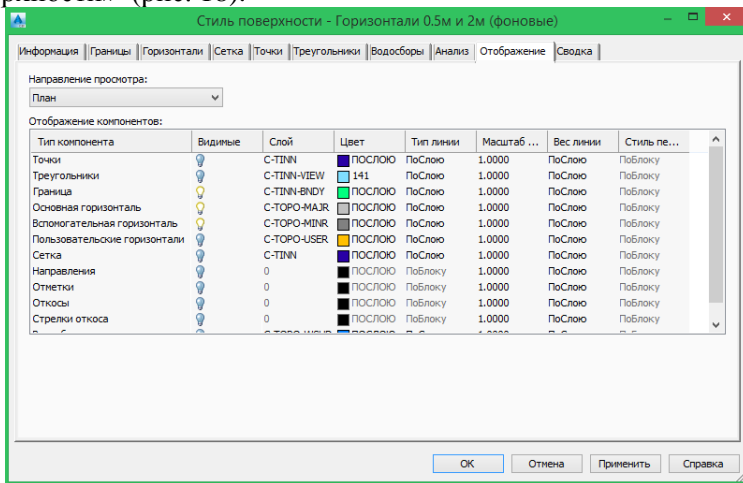 (рис. 18).
Стиль поверхности - Горизонтали 0.5м и 2м (фоновые)
Информация Границы Горизонтали Сетка Точки Треугольники Водосборы Анализ Отображение Сводка
Направление просмотра:
План
Отображение компонентов:
Тип компонента Видимые Слой Цвет Тип линии Масштаб ... Вес линии Стиль пе...
Точки C-TINN ПОСЛОЮ ПоСлою 1.0000 ПоСлою ПоБлоку
Треугольники C-TINN-VIEW 141 ПоСлою 1.0000 ПоСлою ПоБлоку
Граница C-TINN-BNDY ПОСЛОЮ ПоСлою 1.0000 ПоСлою ПоБлоку
Основная горизонталь C-TOPO-MAJR ПОСЛОЮ ПоСлою 1.0000 ПоСлою ПоБлоку
Вспомогательная горизонталь C-TOPO-MINR ПОСЛОЮ ПоСлою 1.0000 ПоСлою ПоБлоку
Пользовательские горизонтали C-TOPO-USER ПОСЛОЮ ПоСлою 1.0000 ПоСлою ПоБлоку
Сетка C-TINN ПОСЛОЮ ПоСлою 1.0000 ПоСлою ПоБлоку
Направления 0 ПОСЛОЮ ПоБлоку 1.0000 ПоСлою ПоБлоку
Отметки 0 ПОСЛОЮ ПоБлоку 1.0000 ПоСлою ПоБлоку
Откосы 0 ПОСЛОЮ ПоБлоку 1.0000 ПоСлою ПоБлоку
Стрелки откоса 0 ПОСЛОЮ ПоБлоку 1.0000 ПоСлою ПоБлоку
OK Отмена Применить Справка